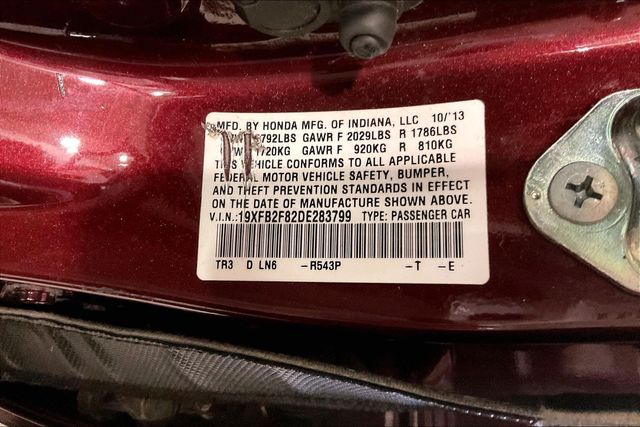 MFD. BY HONDA MFG. OF INDIANA, LLC 10/'13
792LBS GAWR F 2029LBS R 1786LBS
1720KG GAWR F 920KG R 810KG
THIS VEHICLE CONFORMS TO ALL APPLICABLE
FEDERAL MOTOR VEHICLE SAFETY, BUMPER,
AND THEFT PREVENTION STANDARDS IN EFFECT
ON THE DATE OF MANUFACTURE SHOWN ABOVE.
V.I.N.:19XFB2F82DE283799 TYPE: PASSENGER CAR
TR3 D LN6 -R543P -T -E